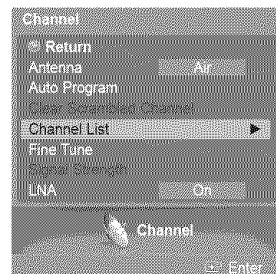 Channel
Return
Antenna Air
Auto Program
Clear Scrambled Channel
Channel List
Fine Tune
Signal Strength
LNA On
Channel
Enter